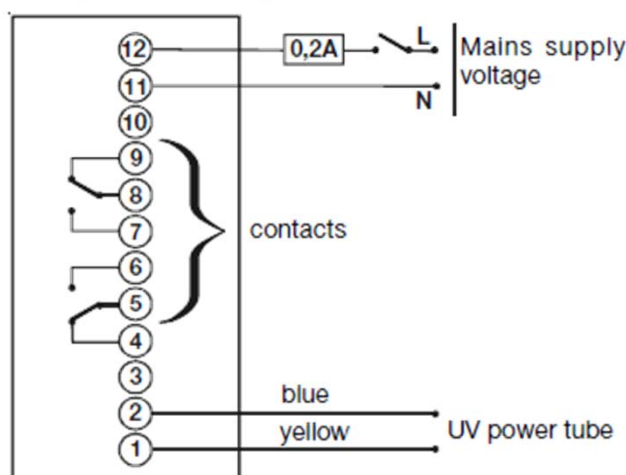 12
0,2A
L
Mains supply
voltage
11
N
10
9
8
7
contacts
6
5
4
3
2
blue
1
yellow
UV power tube